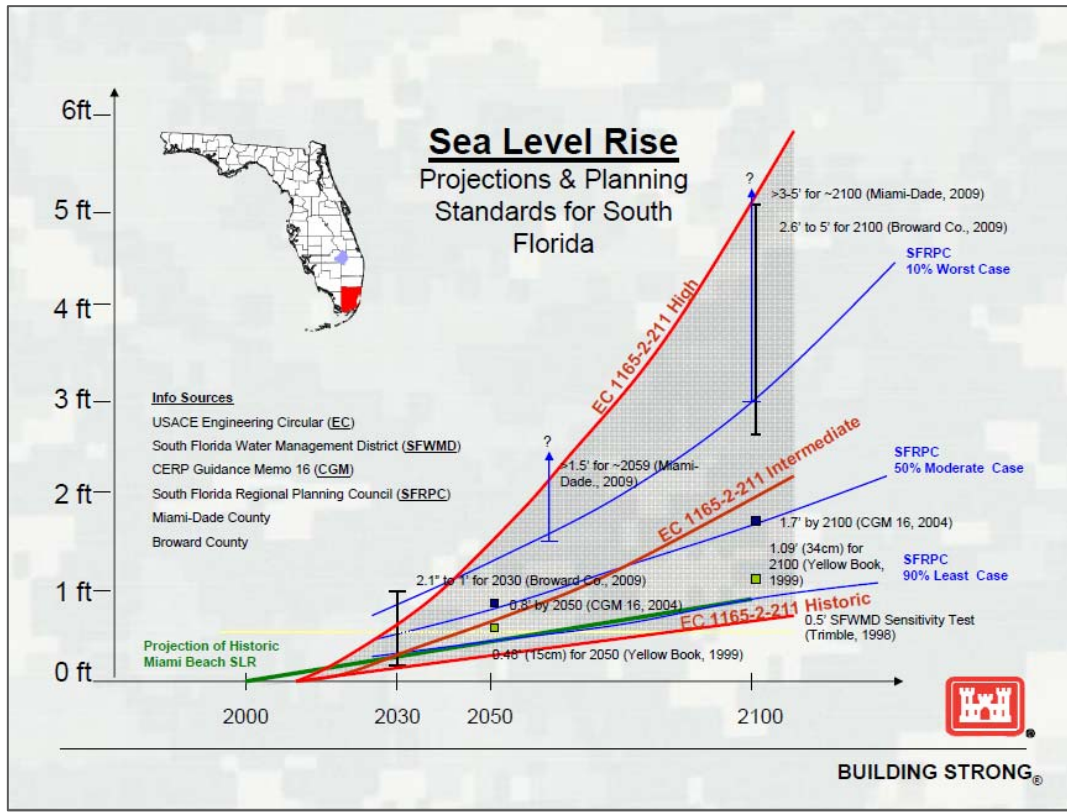 Sea Level Rise
Projections & Planning
Standards for South
Florida
6ft
5 ft
4 ft
3 ft
2 ft
1 ft
0 ft
?
>3-5' for ~2100 (Miami-Dade, 2009)
2.6' to 5' for 2100 (Broward Co., 2009)
SFRPC
10% Worst Case
EC 1165-2-211 High
Info Sources
USACE Engineering Circular (EC)
South Florida Water Management District (SFWMD)
CERP Guidance Memo 16 (CGM)
South Florida Regional Planning Council (SFRPC)
Miami-Dade County
Broward County
?
>1.5' for ~2059 (Miami-
Dade., 2009)
EC 1165-2-211 Intermediate
SFRPC
50% Moderate Case
1.7' by 2100 (CGM 16, 2004)
1.09' (34cm) for
2100 (Yellow Book,
1999)
SFRPC
90% Least Case
2.1" to 1' for 2030 (Broward Co., 2009)
0.8' by 2050 (CGM 16, 2004)
EC 1165-2-211 Historic
0.5' SFWMD Sensitivity Test
(Trimble, 1998)
Projection of Historic
Miami Beach SLR
0.48' (15cm) for 2050 (Yellow Book, 1999)
2000
2030
2050
2100
BUILDING STRONG®